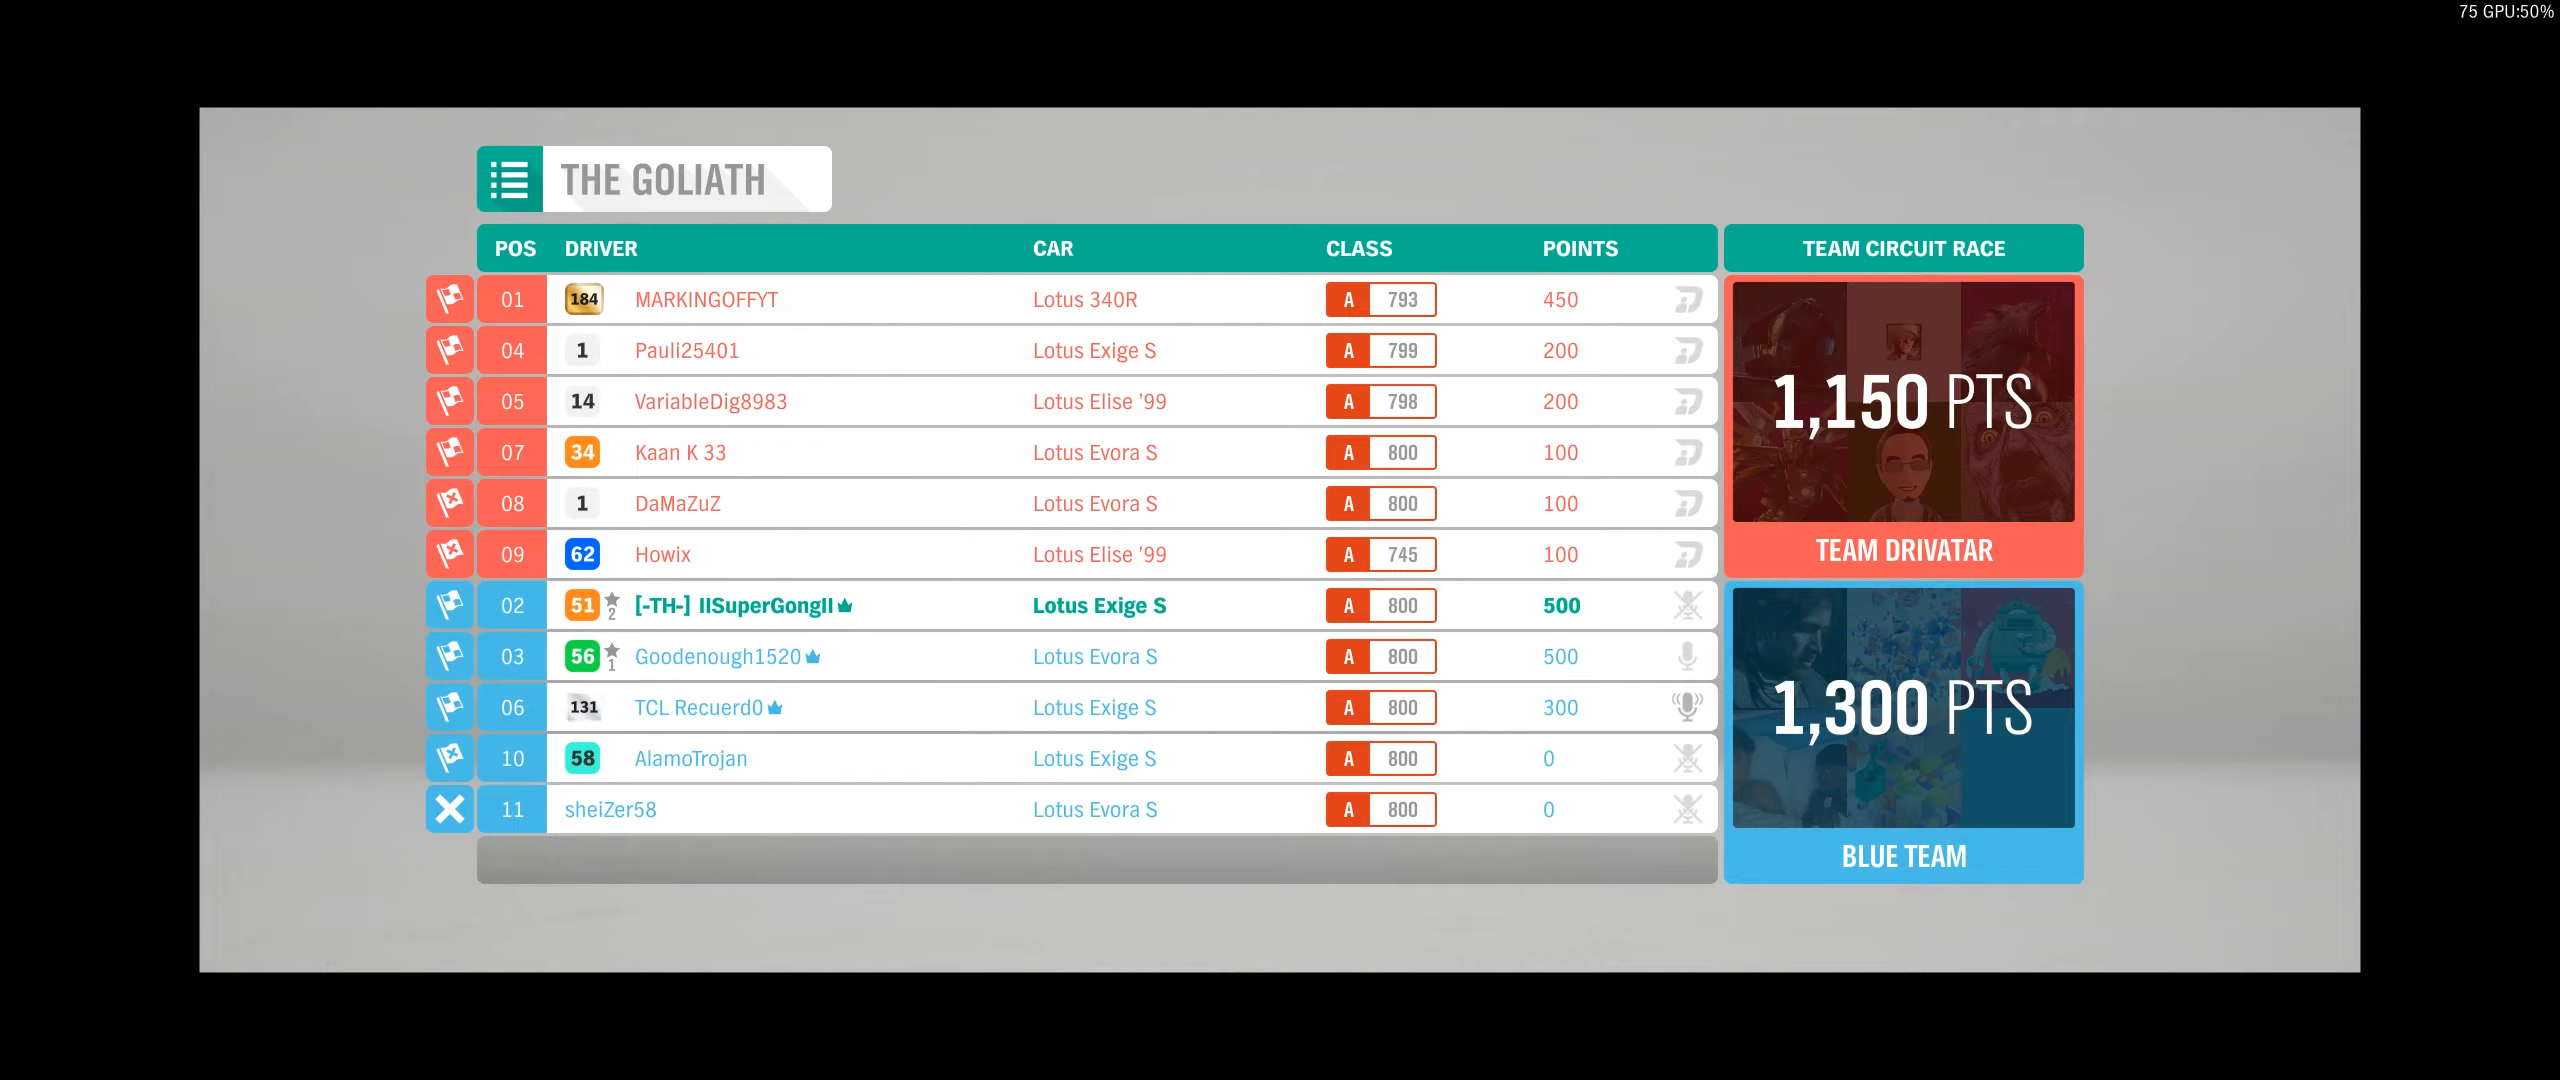 75 GPU:50%
THE GOLIATH
POS DRIVER CAR CLASS POINTS TEAM CIRCUIT RACE
01 184 MARKINGOFFYT Lotus 340R A 793 450
04 1 Pauli25401 Lotus Exige S A 799 200
05 14 VariableDig8983 Lotus Elise '99 A 798 200
07 34 Kaan K 33 Lotus Evora S A 800 100
08 1 DaMaZuZ Lotus Evora S A 800 100
09 62 Howix Lotus Elise '99 A 745 100
1,150 PTS
TEAM DRIVATAR
02 51 2 [-TH-] IISuperGongII Lotus Exige S A 800 500
03 56 1 Goodenough1520 Lotus Evora S A 800 500
06 131 TCL Recuerd0 Lotus Exige S A 800 300
10 58 AlamoTrojan Lotus Exige S A 800 0
11 sheiZer58 Lotus Evora S A 800 0
1,300 PTS
BLUE TEAM